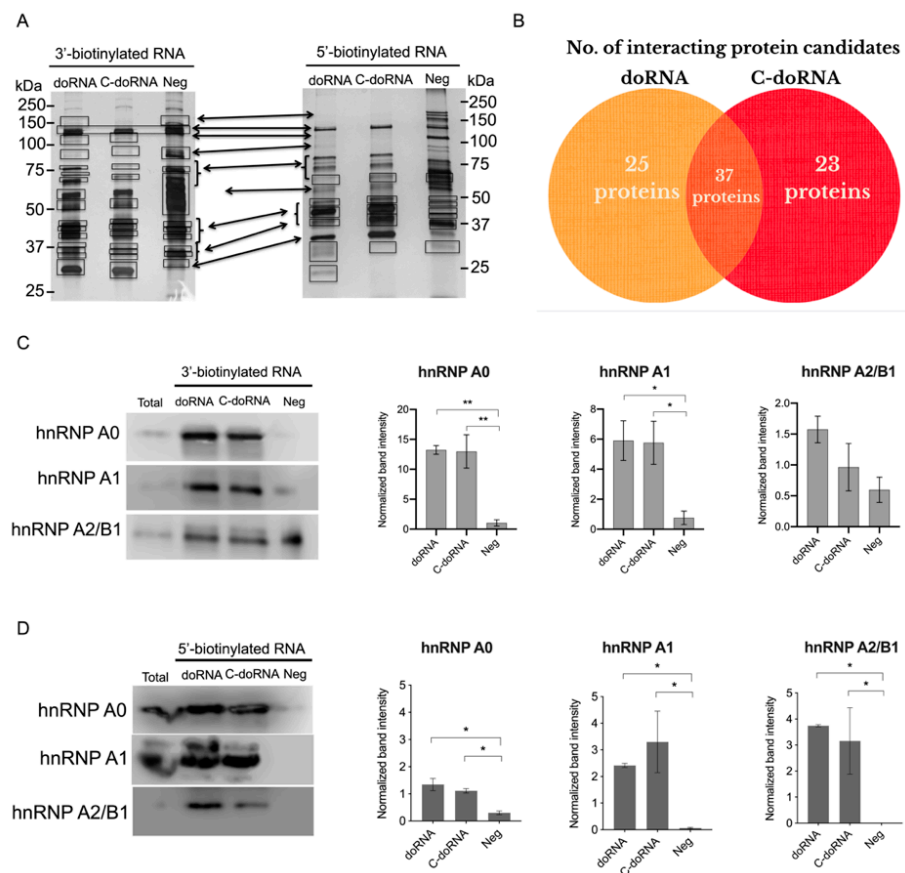 A
3'-biotinylated RNA
kDa doRNA C-doRNA Neg
250
150
100
75
50
37
25
5'-biotinylated RNA
doRNA C-doRNA Neg kDa
250
150
100
75
50
37
25
B
No. of interacting protein candidates
doRNA C-doRNA
25 proteins
37 proteins
23 proteins
C
3'-biotinylated RNA
Total doRNA C-doRNA Neg
hnRNP A0
hnRNP A1
hnRNP A2/B1
hnRNP A0
Normalized band intensity
15
10
5
0
** 
**
doRNA C-doRNA Neg
hnRNP A1
Normalized band intensity
8
6
4
2
0
*
*
doRNA C-doRNA Neg
hnRNP A2/B1
Normalized band intensity
2.0
1.5
1.0
0.5
0.0
doRNA C-doRNA Neg
D
5'-biotinylated RNA
Total doRNA C-doRNA Neg
hnRNP A0
hnRNP A1
hnRNP A2/B1
hnRNP A0
Normalized band intensity
5
4
3
2
1
0
*
*
doRNA C-doRNA Neg
hnRNP A1
Normalized band intensity
5
4
3
2
1
0
*
*
doRNA C-doRNA Neg
hnRNP A2/B1
Normalized band intensity
5
4
3
2
1
0
*
*
doRNA C-doRNA Neg